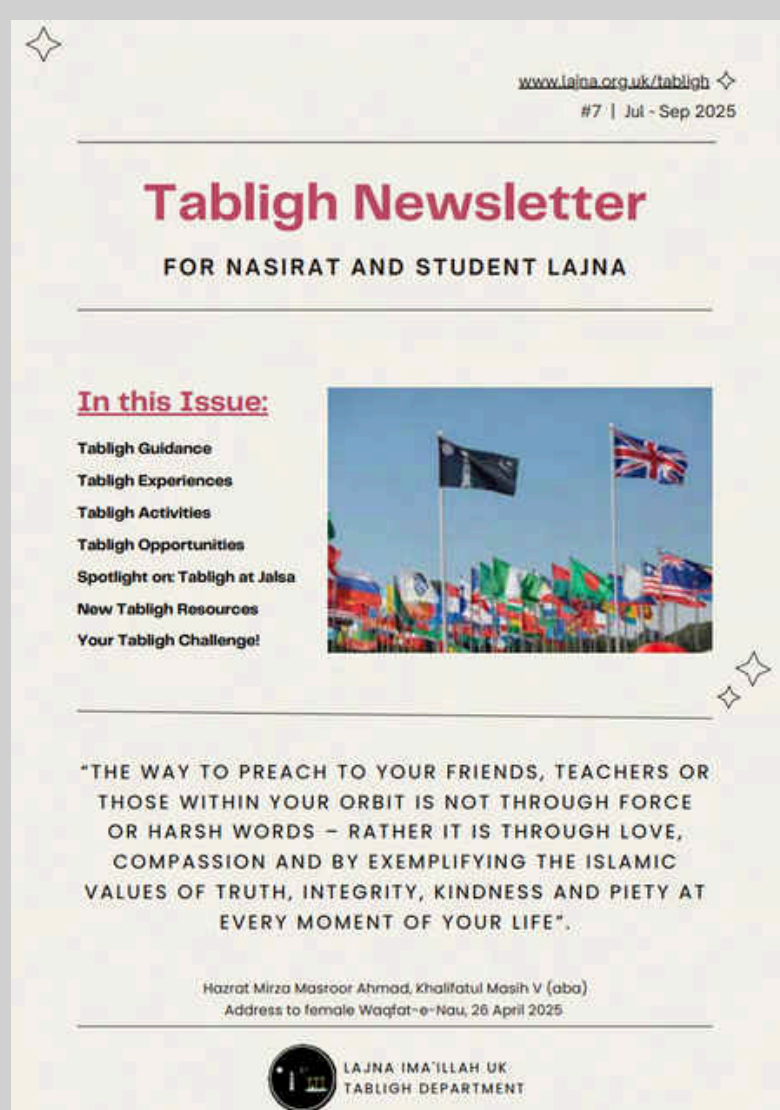 www.lajna.org.uk/tabligh
#7 | Jul - Sep 2025
Tabligh Newsletter
FOR NASIRAT AND STUDENT LAJNA
In this Issue:
Tabligh Guidance
Tabligh Experiences
Tabligh Activities
Tabligh Opportunities
Spotlight on: Tabligh at Jalsa
New Tabligh Resources
Your Tabligh Challenge!
“THE WAY TO PREACH TO YOUR FRIENDS, TEACHERS OR
THOSE WITHIN YOUR ORBIT IS NOT THROUGH FORCE
OR HARSH WORDS – RATHER IT IS THROUGH LOVE,
COMPASSION AND BY EXEMPLIFYING THE ISLAMIC
VALUES OF TRUTH, INTEGRITY, KINDNESS AND PIETY AT
EVERY MOMENT OF YOUR LIFE”.
Hazrat Mirza Masroor Ahmad, Khalifatul Masih V (aba)
Address to female Waqfat-e-Nau, 26 April 2025
LAJNA IMA'ILLAH UK
TABLIGH DEPARTMENT